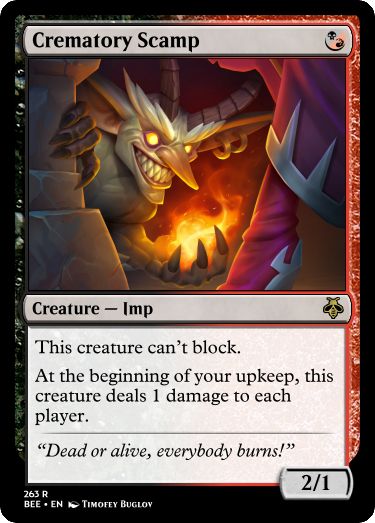 Crematory Scamp
Creature — Imp
This creature can't block.
At the beginning of your upkeep, this
creature deals 1 damage to each
player.
“Dead or alive, everybody burns!”
2/1
263 R
BEE • EN Timofey Buglov